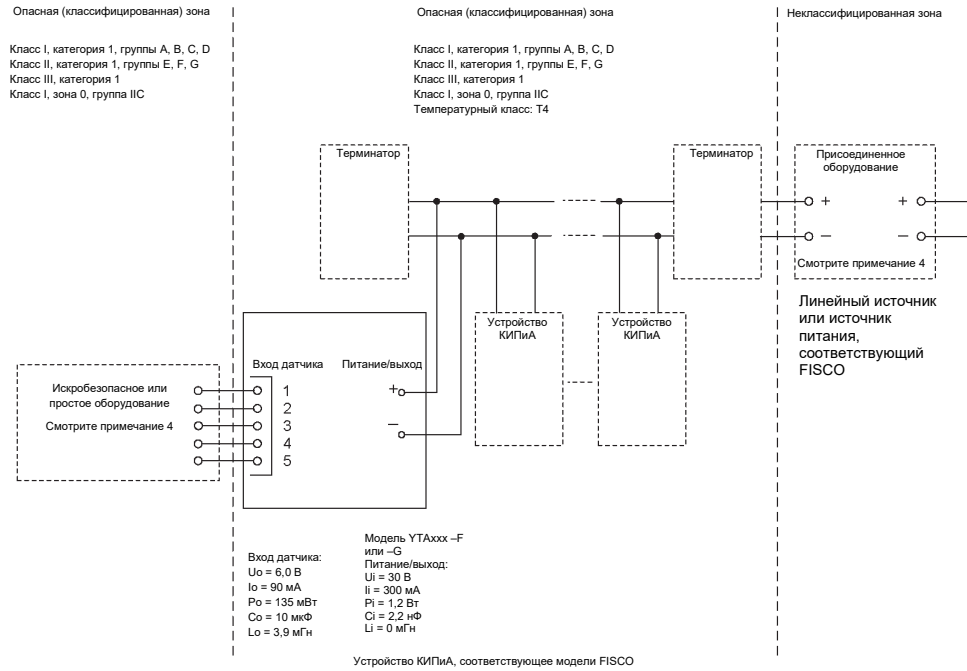 Опасная (классифицированная) зона
Класс I, категория 1, группы A, B, C, D
Класс II, категория 1, группы E, F, G
Класс III, категория 1
Класс I, зона 0, группа IIC
Опасная (классифицированная) зона
Класс I, категория 1, группы A, B, C, D
Класс II, категория 1, группы E, F, G
Класс III, категория 1
Класс I, зона 0, группа IIC
Температурный класс: T4
Неклассифицированная зона
Терминатор
Терминатор
Присоединенное
оборудование
+ +
– –
Смотрите примечание 4
Линейный источник
или источник
питания,
соответствующий
FISCO
Устройство
КИПиА
Устройство
КИПиА
Вход датчика
Питание/выход
+
–
1
2
3
4
5
Искробезопасное или
простое оборудование
Смотрите примечание 4
Вход датчика:
Uo = 6,0 В
Io = 90 мА
Po = 135 мВт
Co = 10 мкФ
Lo = 3,9 мГн
Модель YTAxxx –F
или –G
Питание/выход:
Ui = 30 В
Ii = 300 мА
Pi = 1,2 Вт
Ci = 2,2 нФ
Li = 0 мГн
Устройство КИПиА, соответствующее модели FISCO